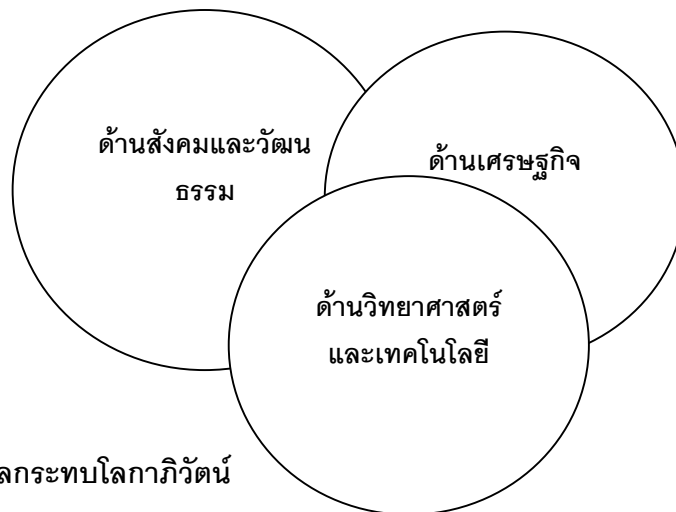 ด้านสังคมและวัฒน
ธรรม
ด้านเศรษฐกิจ
ด้านวิทยาศาสตร์
และเทคโนโลยี
ลกระทบโลกาภิวัตน์